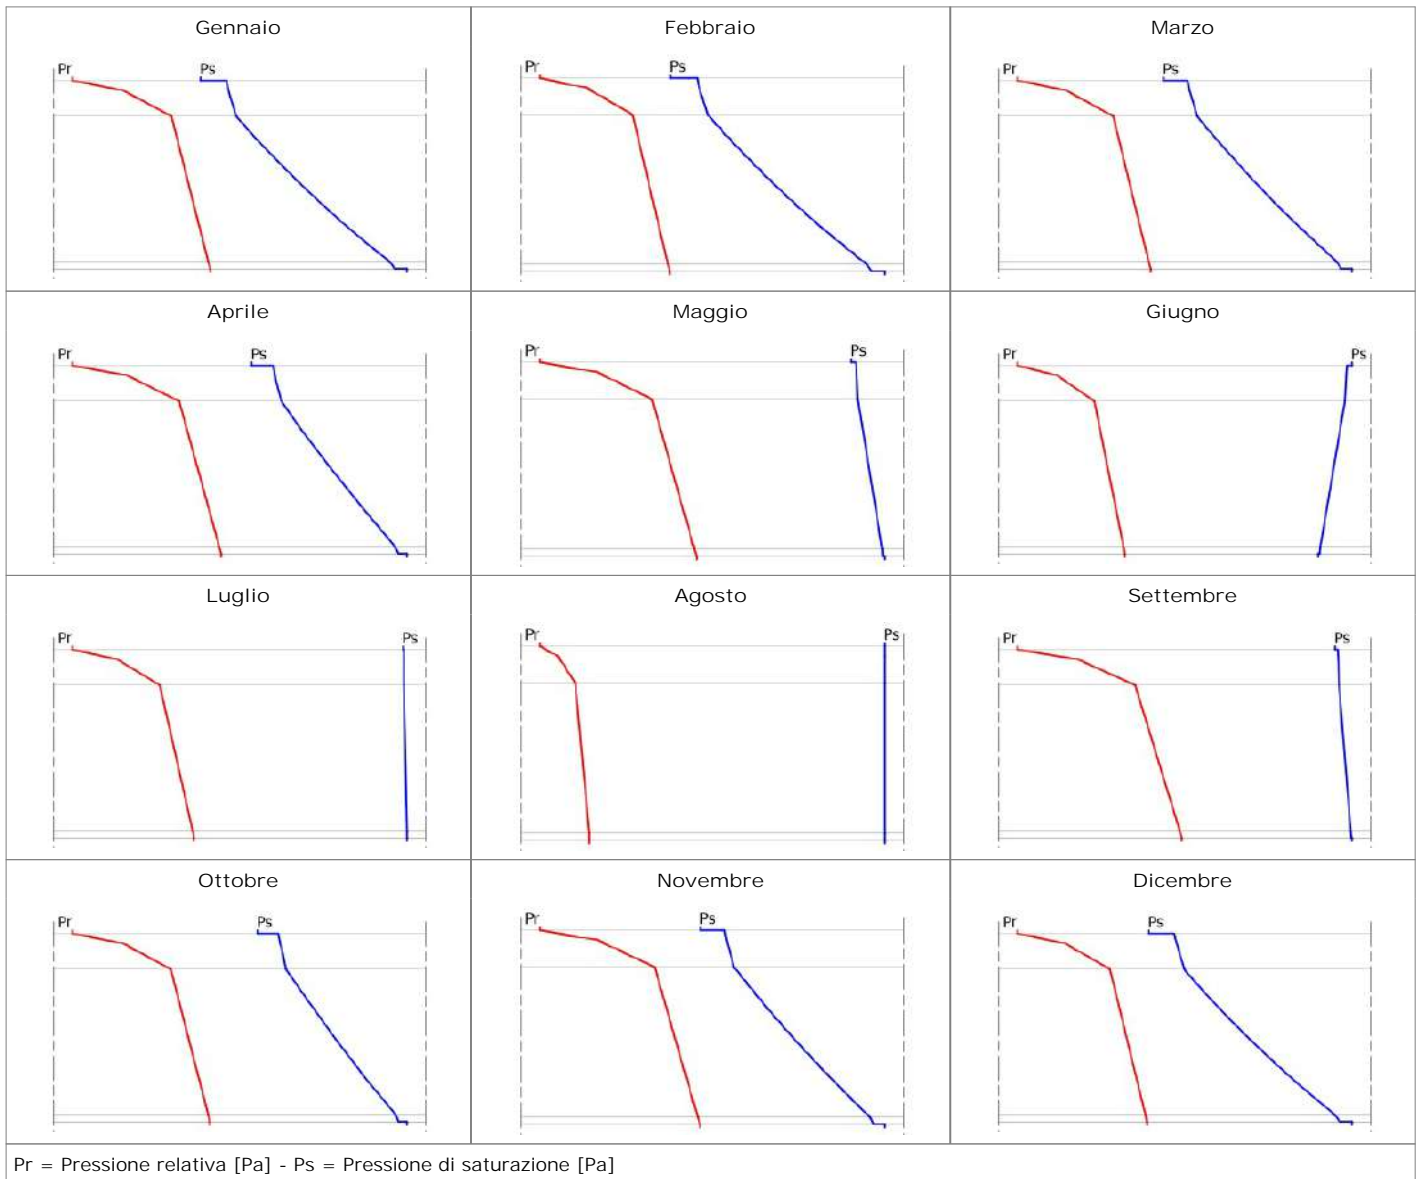 Gennaio
Pr Ps
Febbraio
Pr Ps
Marzo
Pr Ps
Aprile
Pr Ps
Maggio
Pr Ps
Giugno
Pr Ps
Luglio
Pr Ps
Agosto
Pr Ps
Settembre
Pr Ps
Ottobre
Pr Ps
Novembre
Pr Ps
Dicembre
Pr Ps
Pr = Pressione relativa [Pa] - Ps = Pressione di saturazione [Pa]